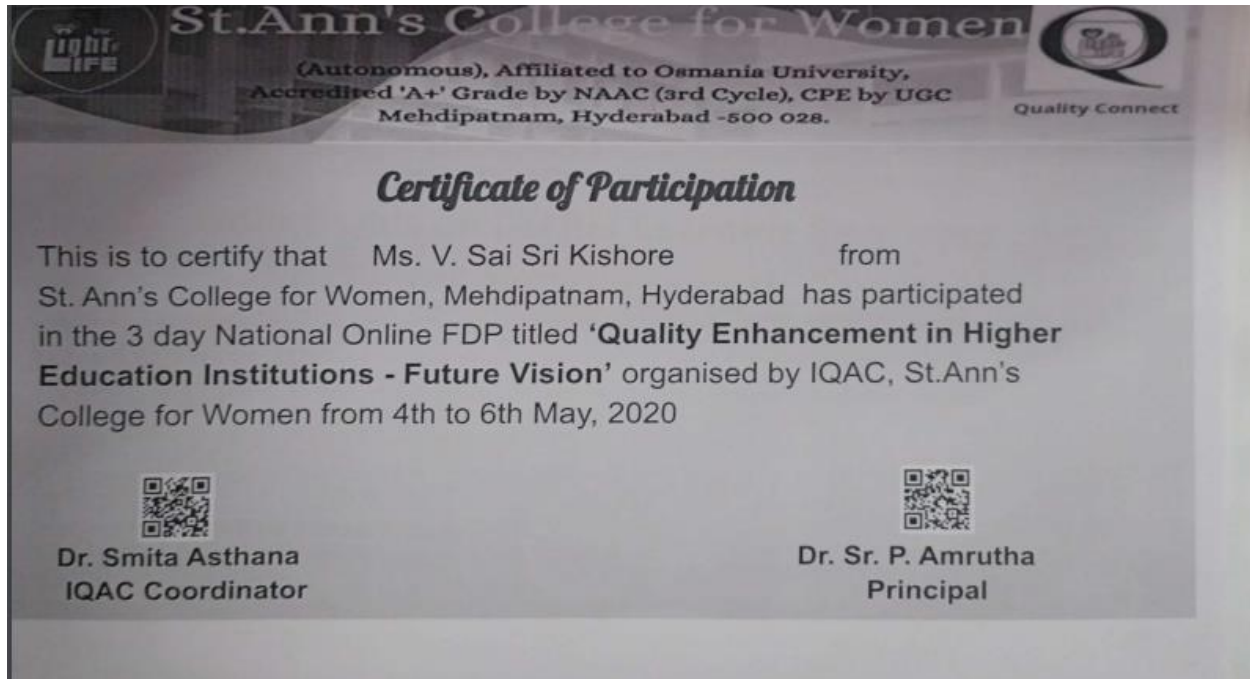 Light
LIFE
St.Ann's College for Women
(Autonomous), Affiliated to Osmania University,
Accredited 'A+' Grade by NAAC (3rd Cycle), CPE by UGC
Mehdipatnam, Hyderabad -500 028.
Quality Connect
Certificate of Participation
This is to certify that Ms. V. Sai Sri Kishore from
St. Ann's College for Women, Mehdipatnam, Hyderabad has participated
in the 3 day National Online FDP titled ‘Quality Enhancement in Higher
Education Institutions - Future Vision’ organised by IQAC, St.Ann's
College for Women from 4th to 6th May, 2020
Dr. Smita Asthana
IQAC Coordinator
Dr. Sr. P. Amrutha
Principal